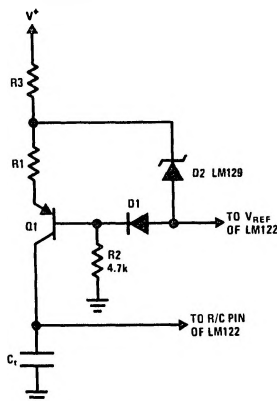 V+
R3
R1
D2 LM129
D1
Q1
TO VREF
OF LM122
R2
4.7k
TO R/C PIN
OF LM122
Ct